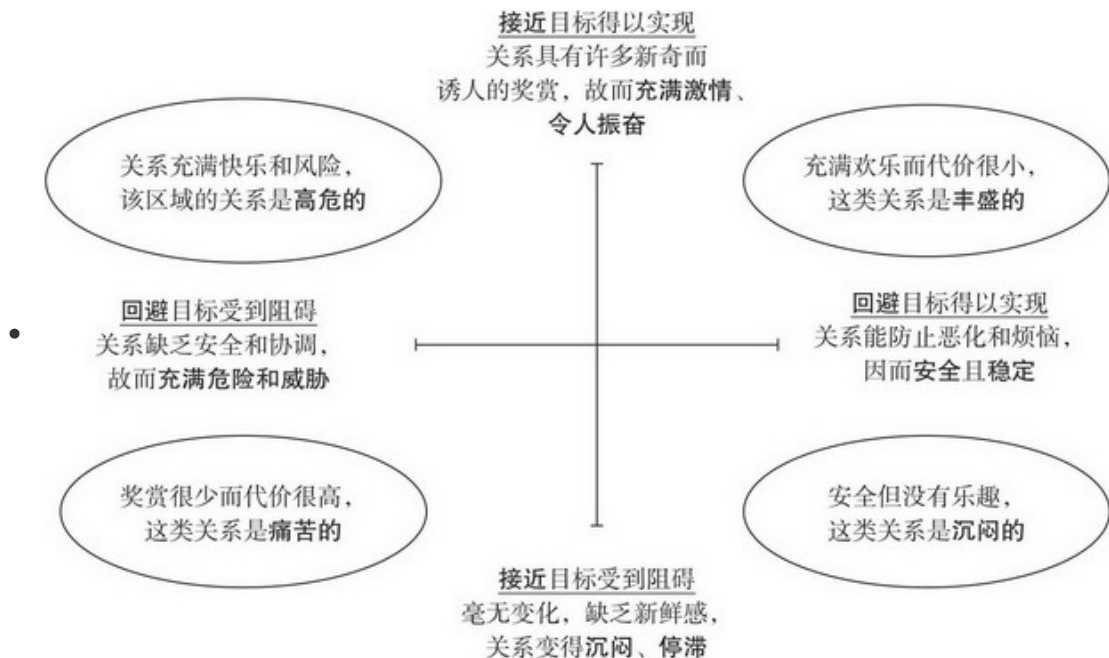 接近目标得以实现
关系具有许多新奇而
诱人的奖赏，故而充满激情、
令人振奋
关系充满快乐和风险，
该区域的关系是高危的
充满欢乐而代价很小，
这类关系是丰盛的
回避目标受到阻碍
关系缺乏安全和协调，
故而充满危险和威胁
回避目标得以实现
关系能防止恶化和烦恼，
因而安全且稳定
奖赏很少而代价很高，
这类关系是痛苦的
安全但没有乐趣，
这类关系是沉闷的
接近目标受到阻碍
毫无变化，缺乏新鲜感，
关系变得沉闷、停滞